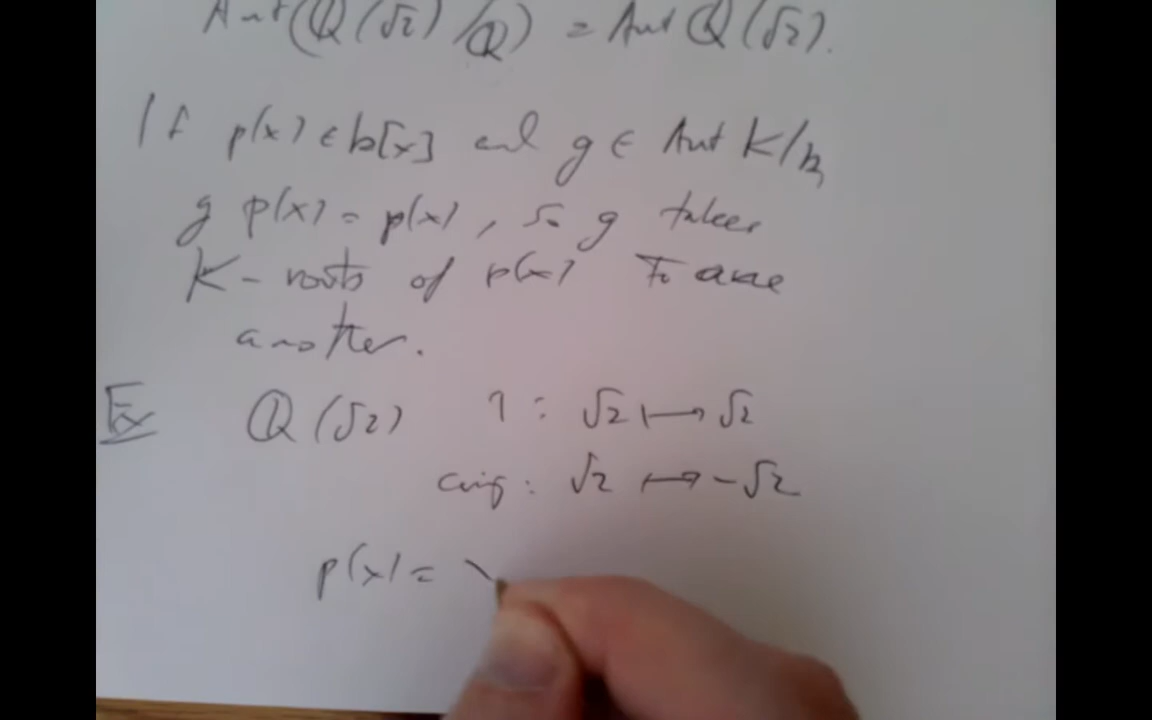 Aut(ℚ(√2)/ℚ) = Aut ℚ(√2).
If p(x) ∈ k[x] and g ∈ Aut K/k,
g p(x) = p(x), so g takes
K-roots of p(x) to one
another.
Ex ℚ(√2) 1 : √2 ↦ √2
conj : √2 ↦ -√2
p(x) =